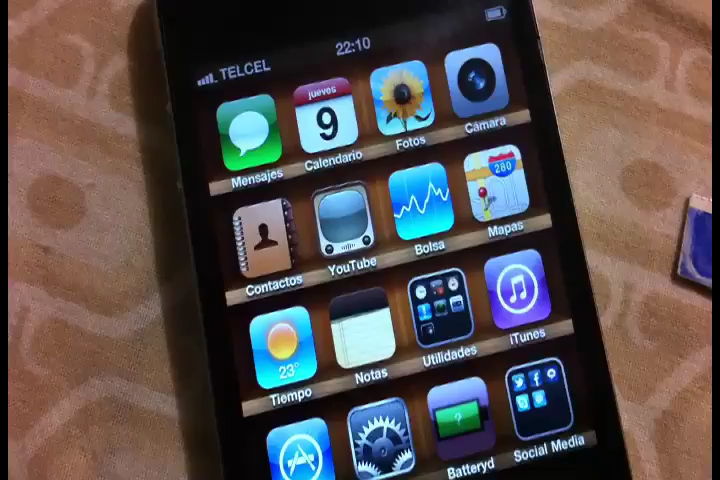 TELCEL 22:10
jueves
9
Mensajes Calendario Fotos Cámara
280
Contactos YouTube Bolsa Mapas
23°
Tiempo Notas Utilidades iTunes
?
Batteryd Social Media